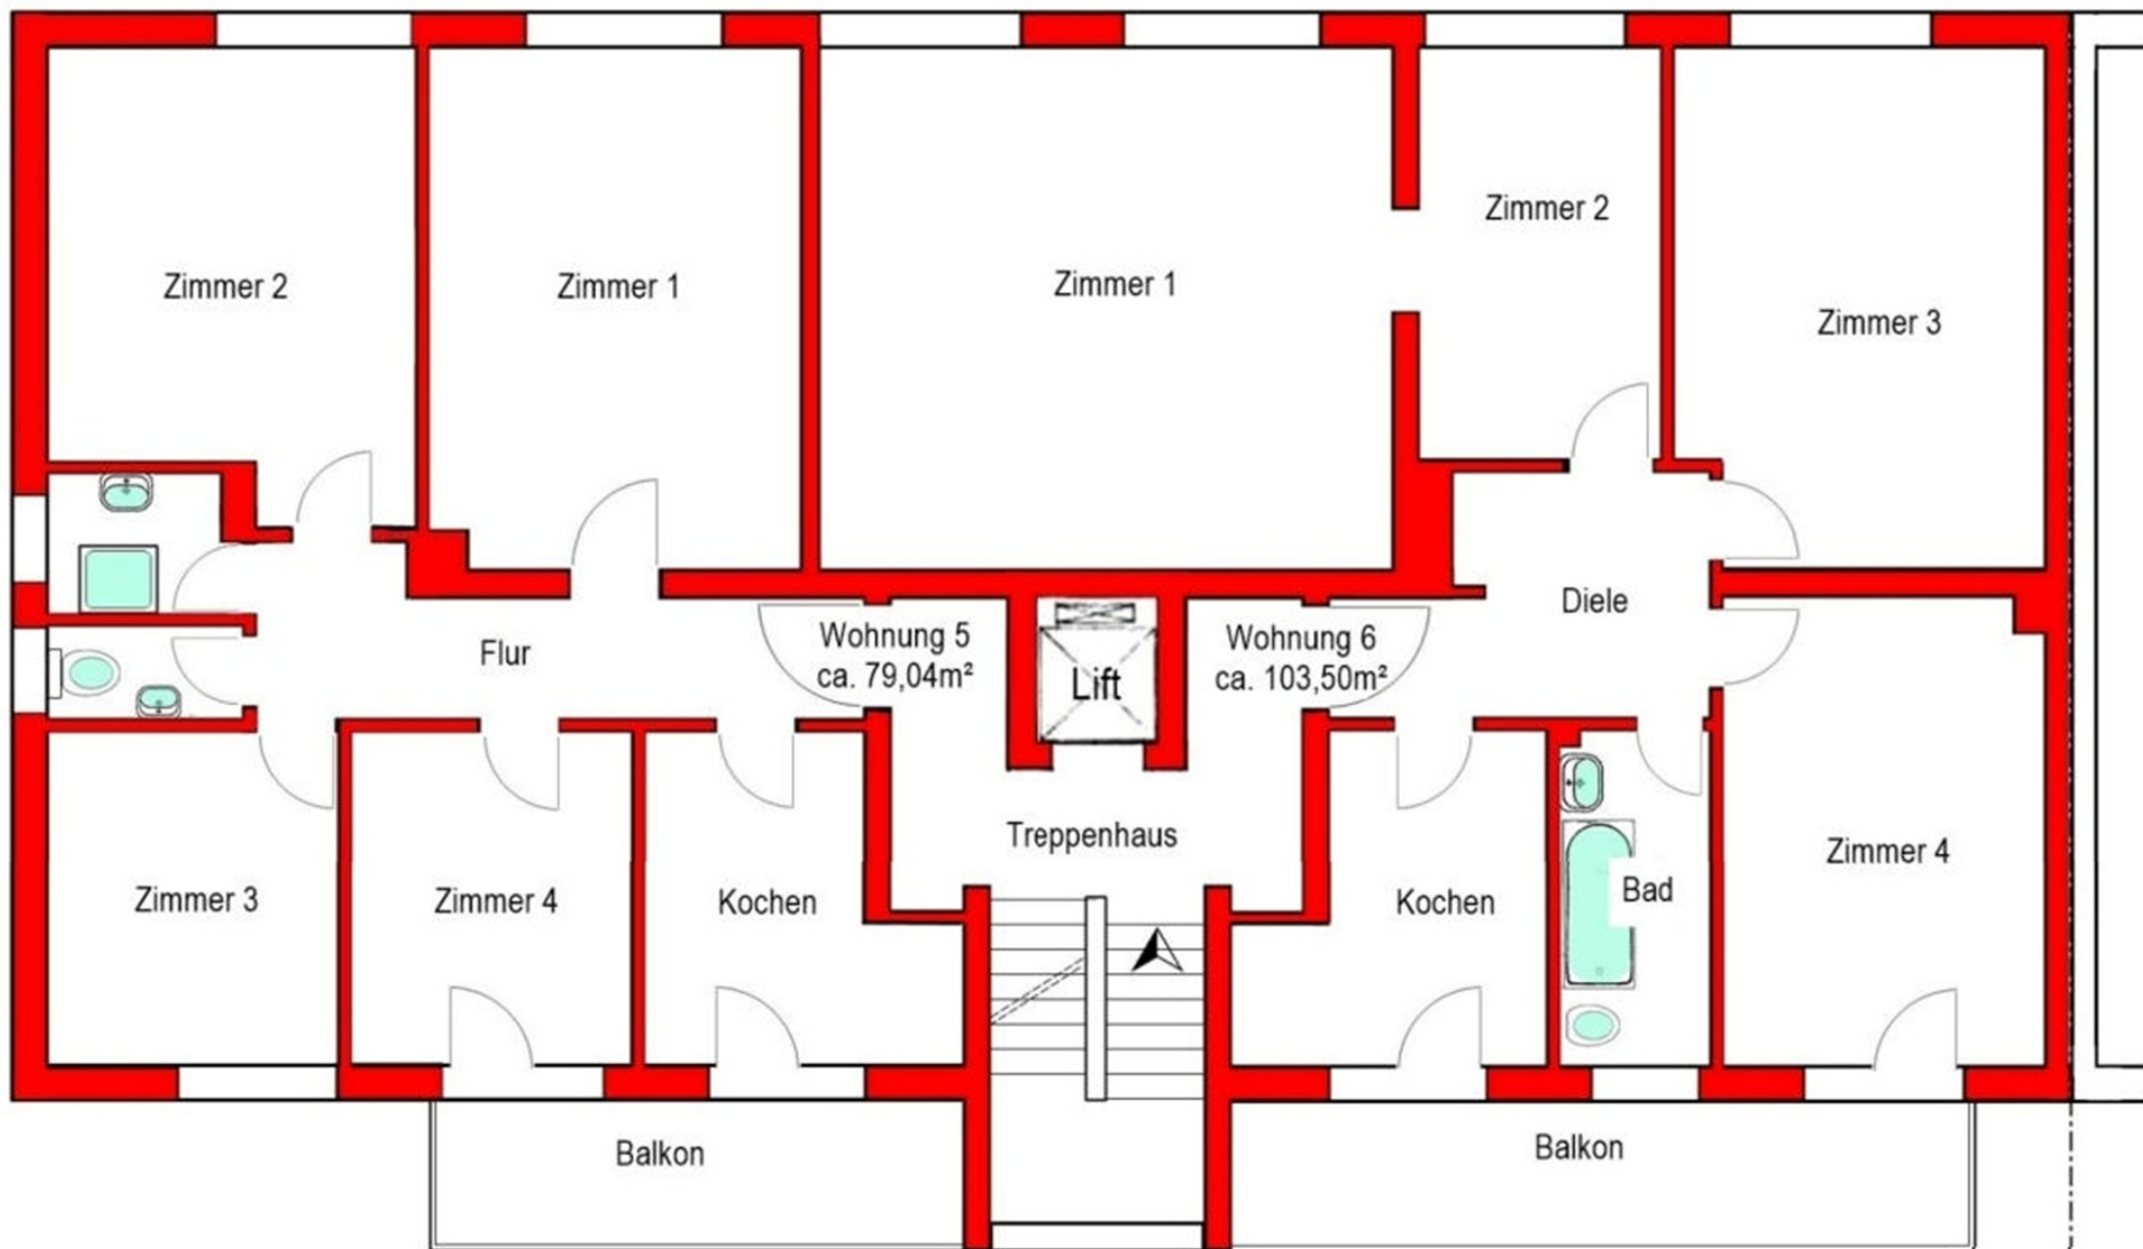 Zimmer 2
Zimmer 1
Zimmer 1
Zimmer 2
Zimmer 3
Flur
Wohnung 5
ca. 79,04m²
Lift
Wohnung 6
ca. 103,50m²
Diele
Treppenhaus
Zimmer 3
Zimmer 4
Kochen
Kochen
Bad
Zimmer 4
Balkon
Balkon